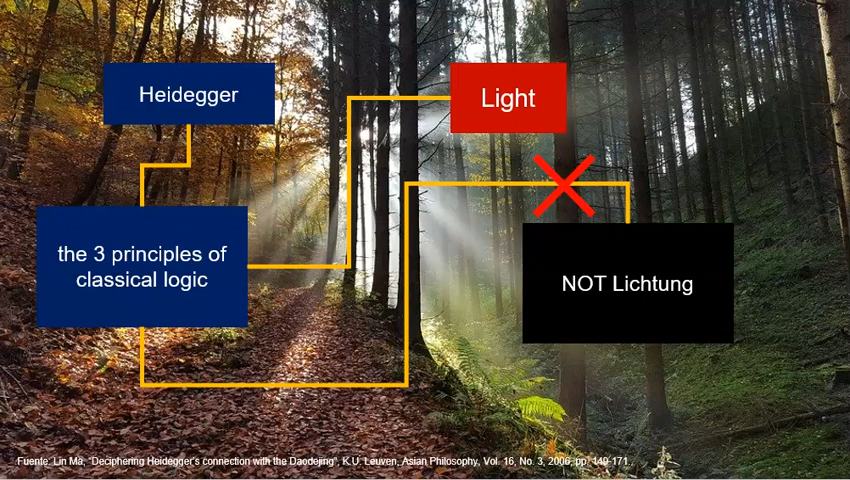 Heidegger
Light
the 3 principles of
classical logic
NOT Lichtung
Fuente: Lin Ma, "Deciphering Heidegger's connection with the Daodejing", K.U. Leuven, Asian Philosophy, Vol. 16, No. 3, 2006, pp. 149-171.